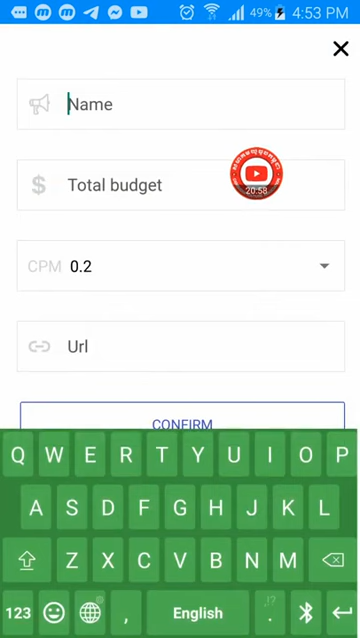 49% 4:53 PM
Name
Total budget
20:58
CPM 0.2
Url
CONFIRM
Q W E R T Y U I O P
A S D F G H J K L
Z X C V B N M
123 , English .
,!?